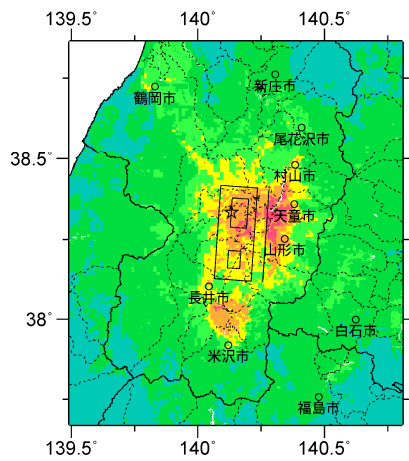 139.5° 140° 140.5°
新庄市
鶴岡市
尾花沢市
38.5°
村山市
天童市
山形市
長井市
38°
白石市
米沢市
福島市
139.5° 140° 140.5°